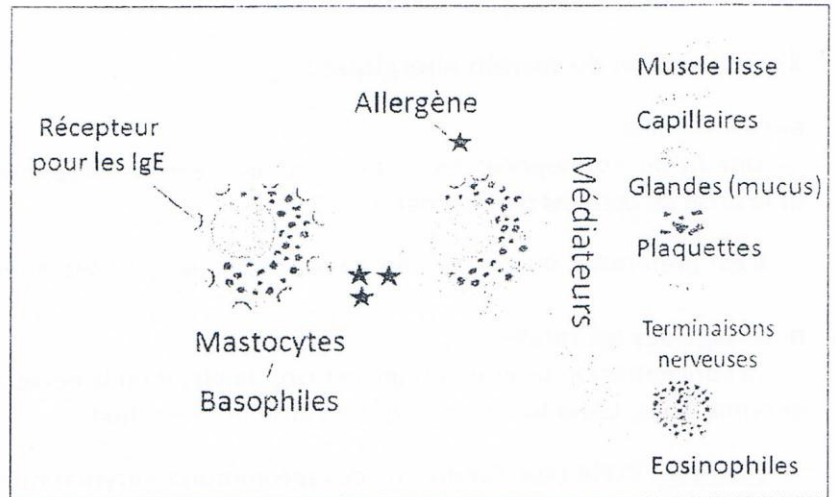 Récepteur
pour les IgE
Allergène
Mastocytes
/
Basophiles
Médiateurs
Muscle lisse
Capillaires
Glandes (mucus)
Plaquettes
Terminaisons
nerveuses
Eosinophiles